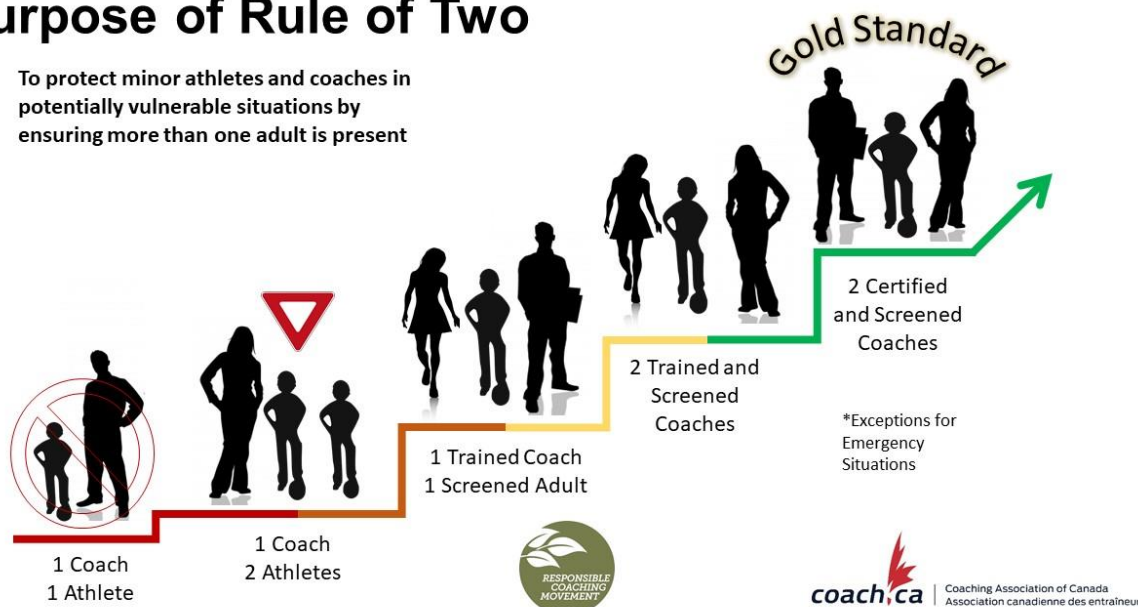 urpose of Rule of Two
To protect minor athletes and coaches in
potentially vulnerable situations by
ensuring more than one adult is present
Gold Standard
2 Certified
and Screened
Coaches
2 Trained and
Screened
Coaches
*Exceptions for
Emergency
Situations
1 Trained Coach
1 Screened Adult
1 Coach
2 Athletes
1 Coach
1 Athlete
RESPONSIBLE
COACHING
MOVEMENT
coach.ca
Coaching Association of Canada
Association canadienne des entraîneur